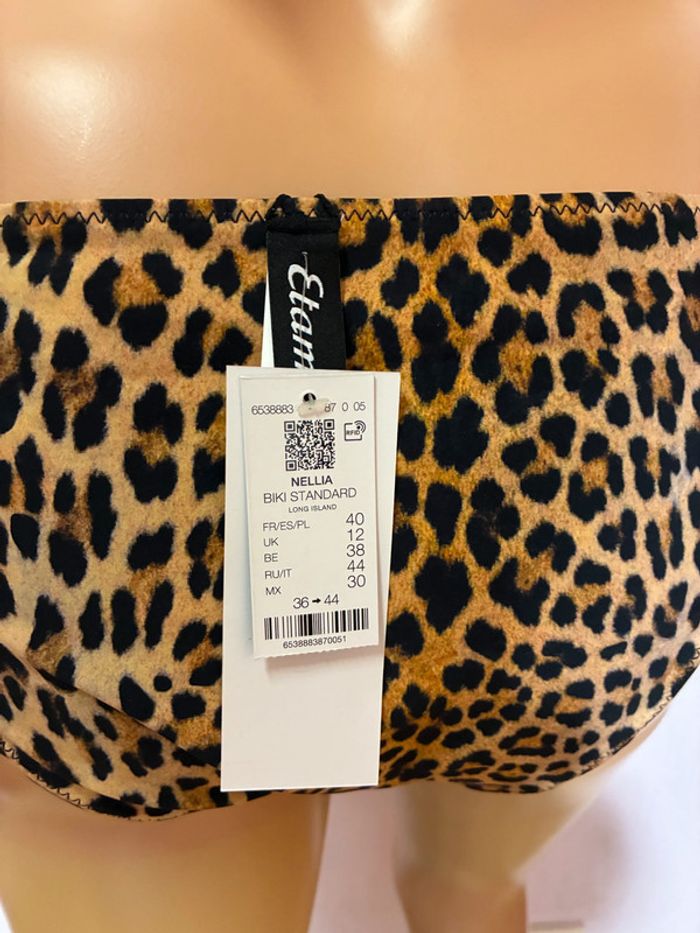 Etam
6538883 87 0 05
RFID
NELLIA
BIKI STANDARD
LONG ISLAND
FR/ES/PL 40
UK 12
BE 38
RU/IT 44
MX 30
36 → 44
6538883870051